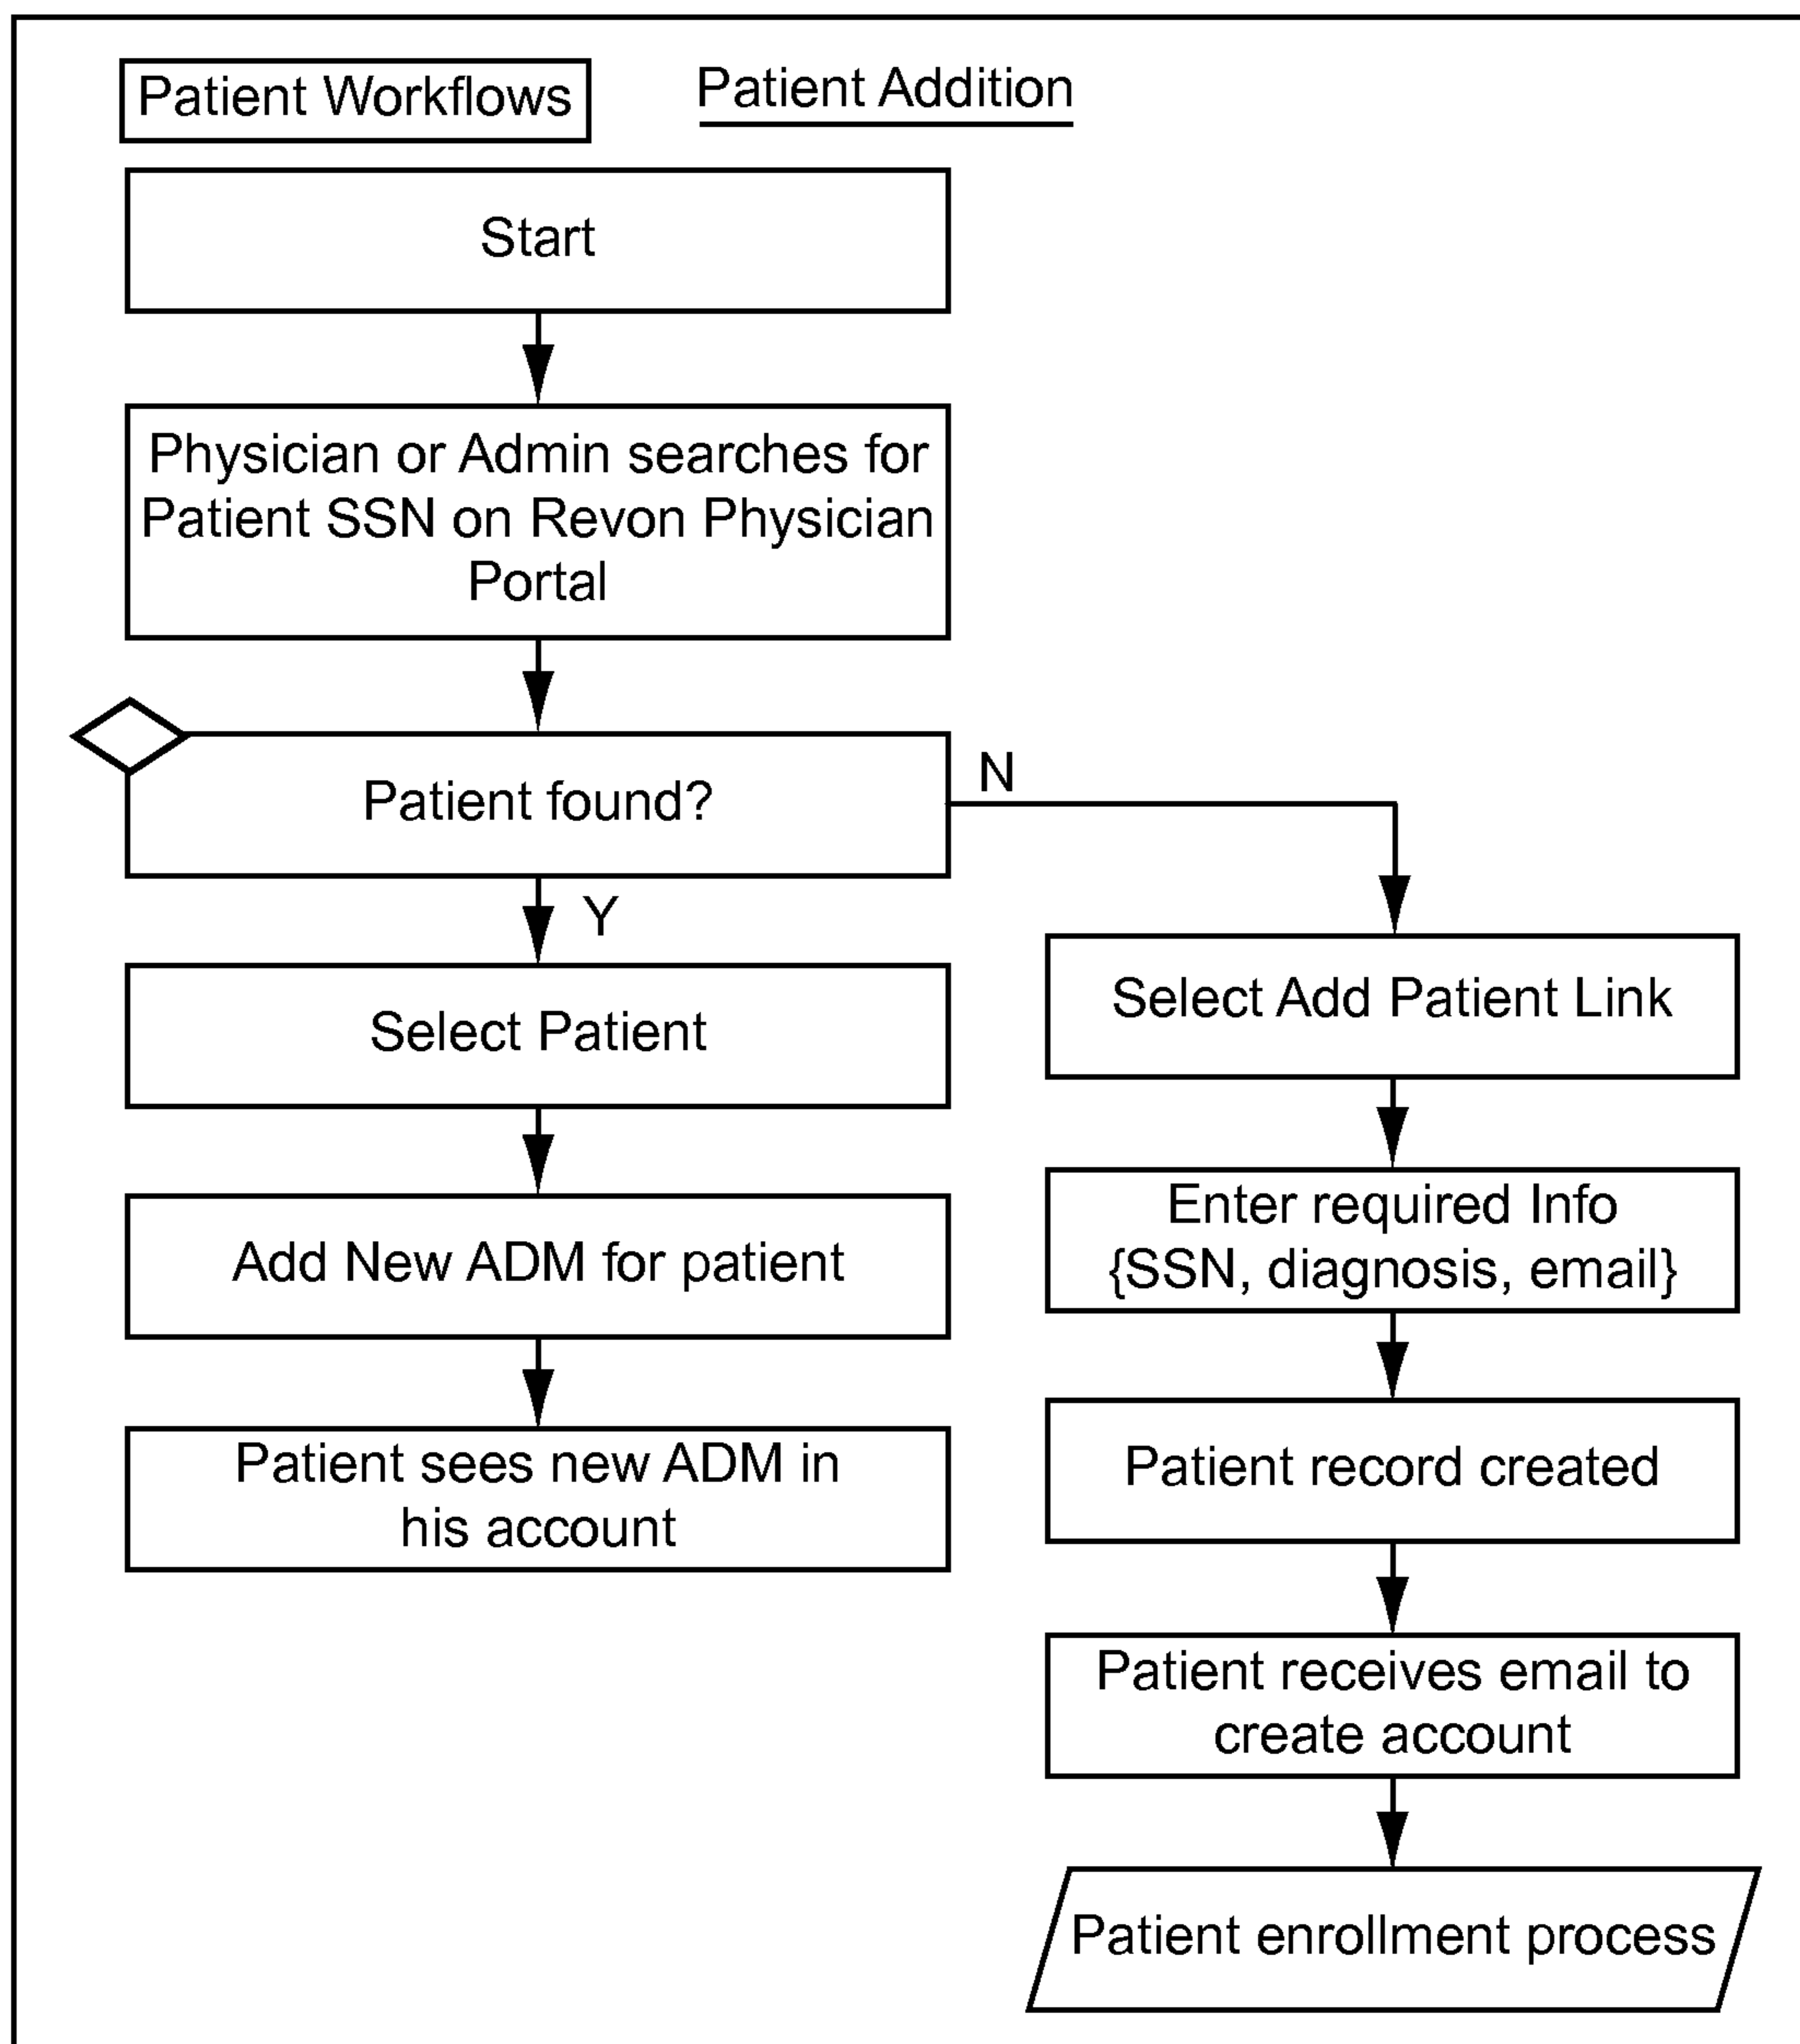 Patient Workflows
Patient Addition
Start
Physician or Admin searches for
Patient SSN on Revon Physician
Portal
Patient found?
N
Y
Select Patient
Add New ADM for patient
Patient sees new ADM in
his account
Select Add Patient Link
Enter required Info
{SSN, diagnosis, email}
Patient record created
Patient receives email to
create account
Patient enrollment process